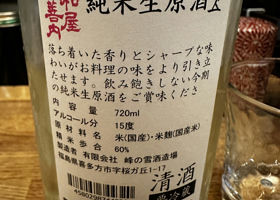 純米生原酒
喜内
落ち着いた香りとシャープな味
わいがお料理の味をより引き立
たせます。飲み飽きしない今期
の純米生原酒をご賞味くださ
内容量 720ml
アルコール分 15度
原材料名 米(国産)・米麹(国産米)
精米歩合 60%
製造者 有限会社 峰の雪酒造場
福島県喜多方市字桜ガ丘1-17
清酒
要冷蔵